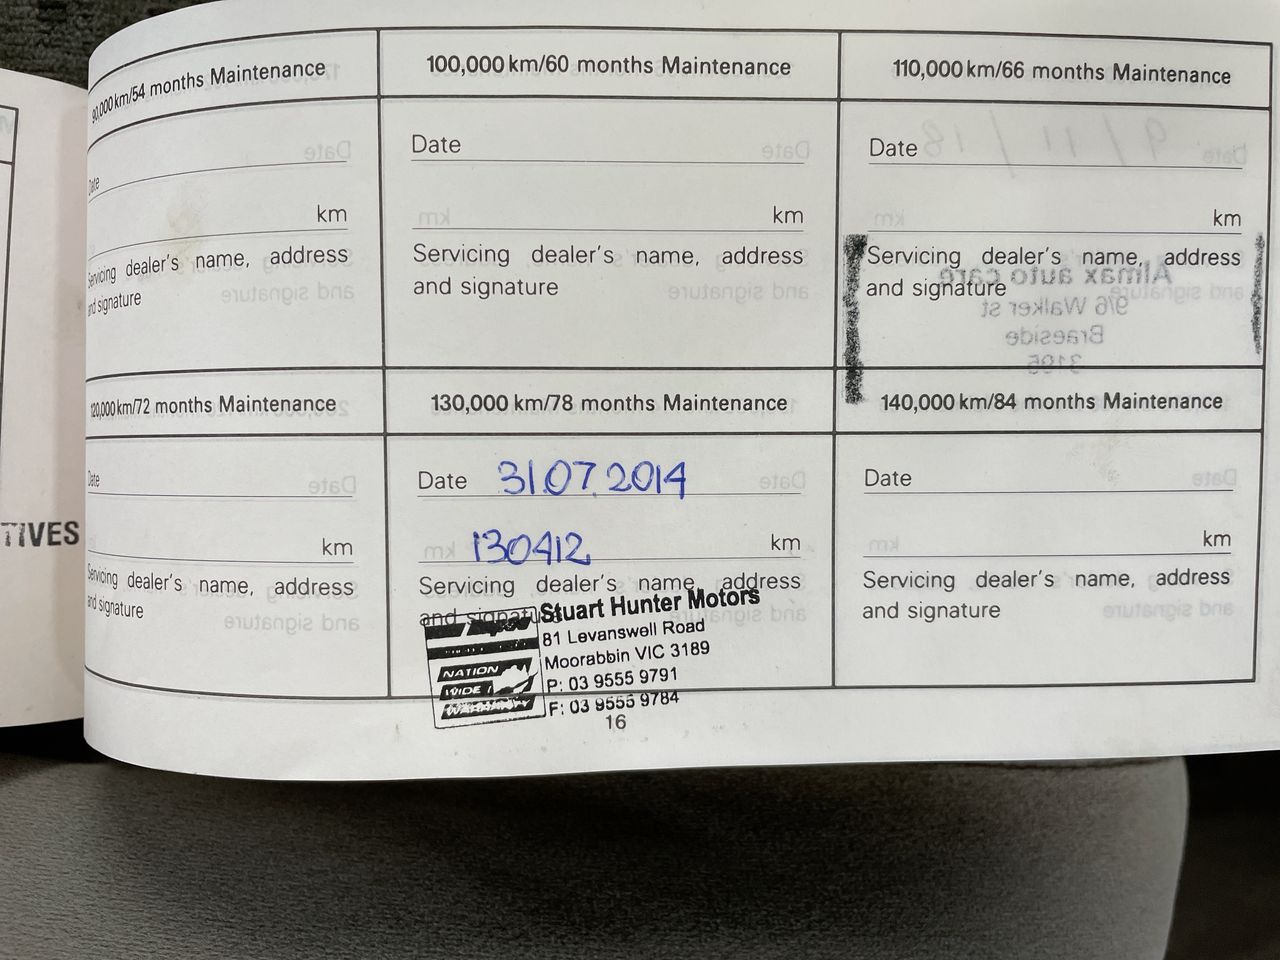 90,000 km/54 months Maintenance
Date
km
Servicing dealer's name, address
and signature
100,000 km/60 months Maintenance
Date
km
Servicing dealer's name, address
and signature
110,000 km/66 months Maintenance
Date
km
Servicing dealer's name, address
and signature
120,000 km/72 months Maintenance
Date
km
Servicing dealer's name, address
and signature
130,000 km/78 months Maintenance
Date 31.07.2014
130412 km
Servicing dealer's name, address
and signature
Stuart Hunter Motors
81 Levanswell Road
Moorabbin VIC 3189
P: 03 9555 9791
F: 03 9555 9784
NATION
WIDE
WARRANTY
140,000 km/84 months Maintenance
Date
km
Servicing dealer's name, address
and signature
16
TIVES